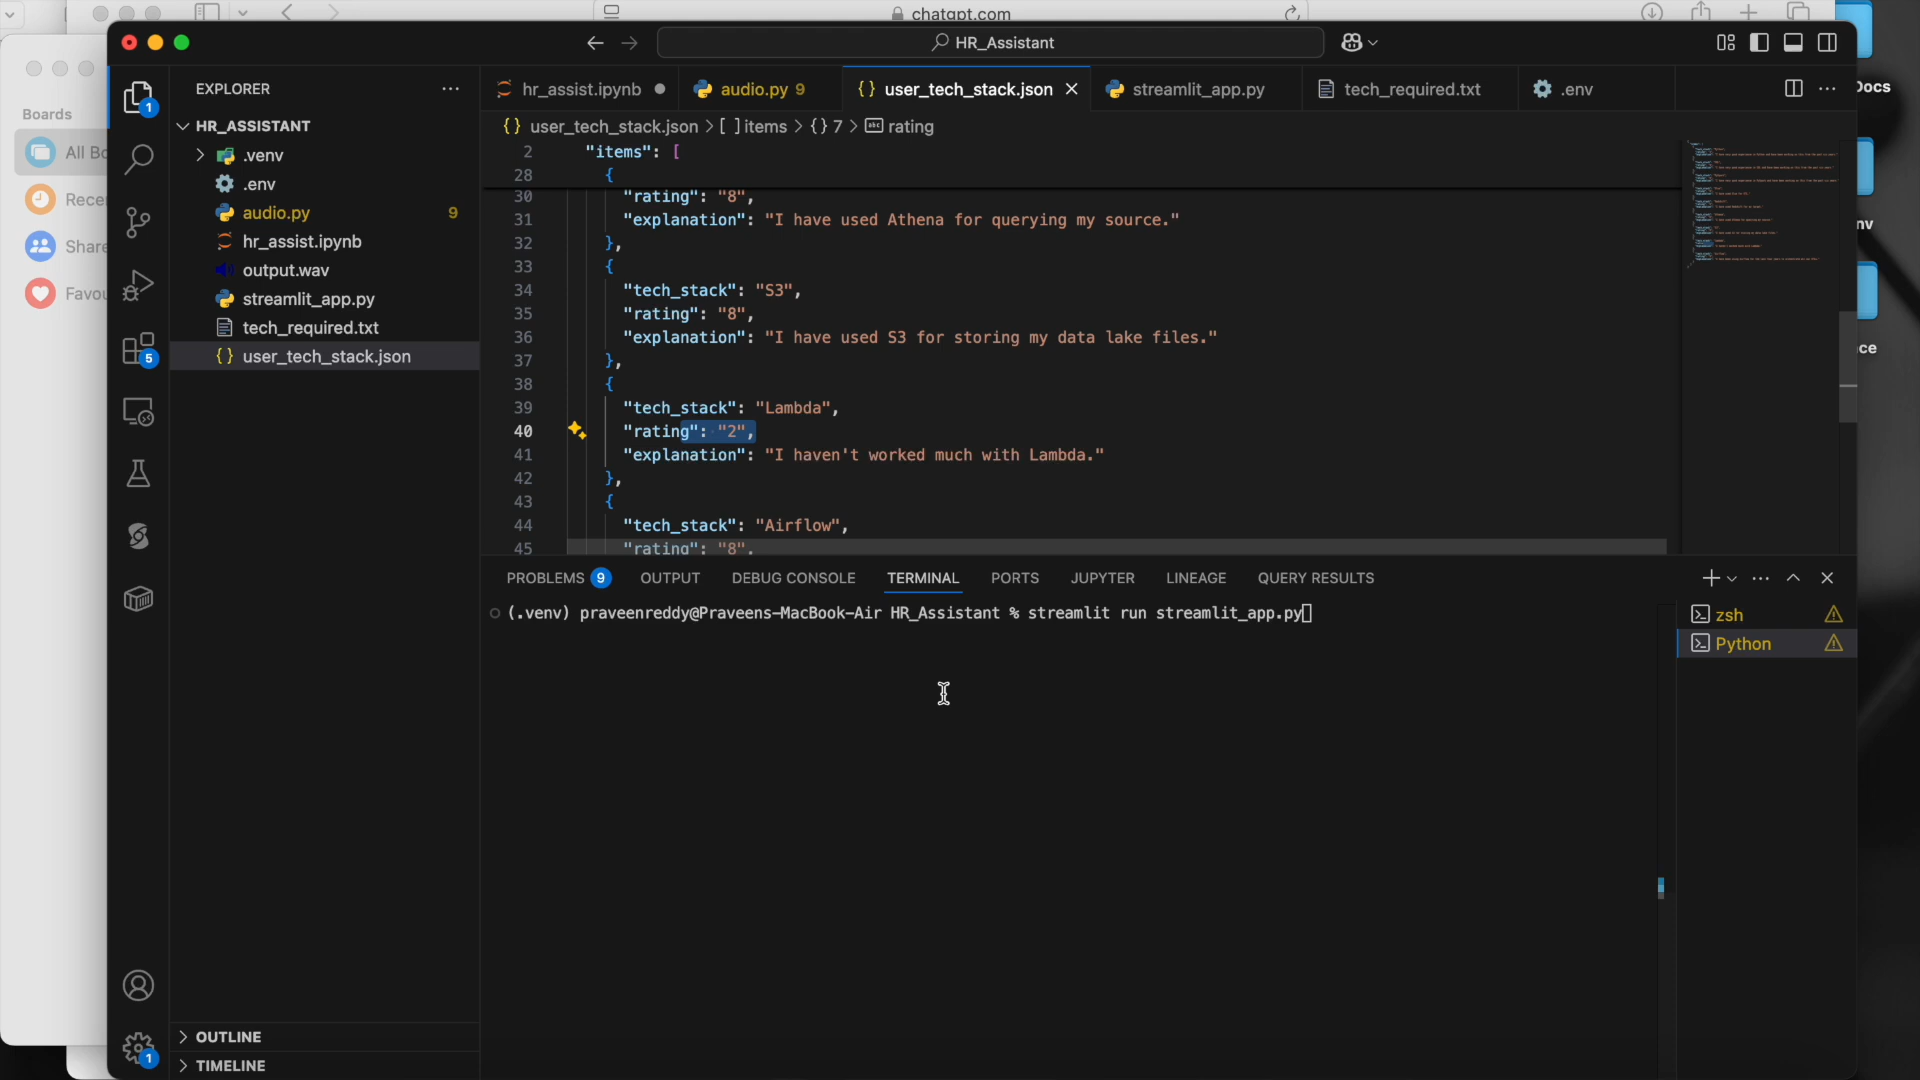 chatgpt.com
HR_Assistant
Docs
Boards
All Bo
Rece
Share
Favou
nv
ce
EXPLORER
1
HR_ASSISTANT
.venv
.env
audio.py 9
hr_assist.ipynb
output.wav
streamlit_app.py
tech_required.txt
user_tech_stack.json
5
OUTLINE
1
TIMELINE
hr_assist.ipynb
audio.py 9
user_tech_stack.json
streamlit_app.py
tech_required.txt
.env
user_tech_stack.json > [ ] items > {} 7 > rating
2 "items": [
28 {
30 "rating": "8",
31 "explanation": "I have used Athena for querying my source."
32 },
33 {
34 "tech_stack": "S3",
35 "rating": "8",
36 "explanation": "I have used S3 for storing my data lake files."
37 },
38 {
39 "tech_stack": "Lambda",
40 "rating": "2",
41 "explanation": "I haven't worked much with Lambda."
42 },
43 {
44 "tech_stack": "Airflow",
45 "rating": "8",
PROBLEMS 9 OUTPUT DEBUG CONSOLE TERMINAL PORTS JUPYTER LINEAGE QUERY RESULTS
(.venv) praveenreddy@Praveens-MacBook-Air HR_Assistant % streamlit run streamlit_app.py
zsh
Python